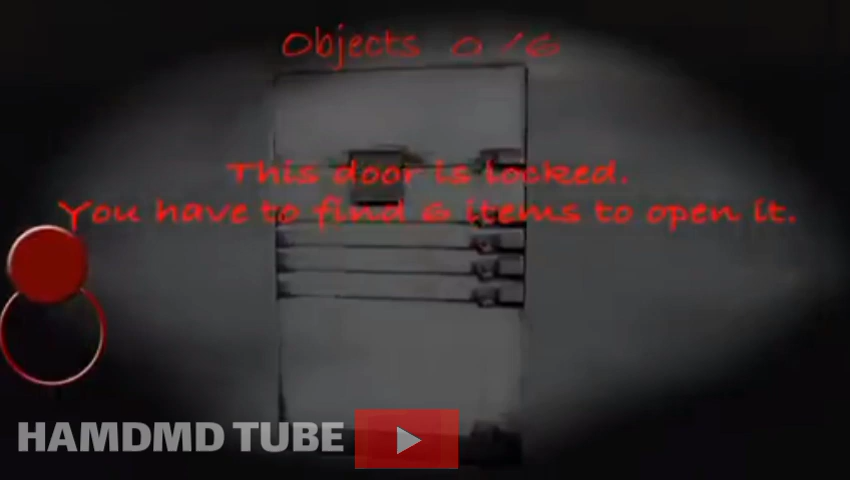 Objects 0/6
This door is locked.
You have to find 6 items to open it.
HAMDMD TUBE